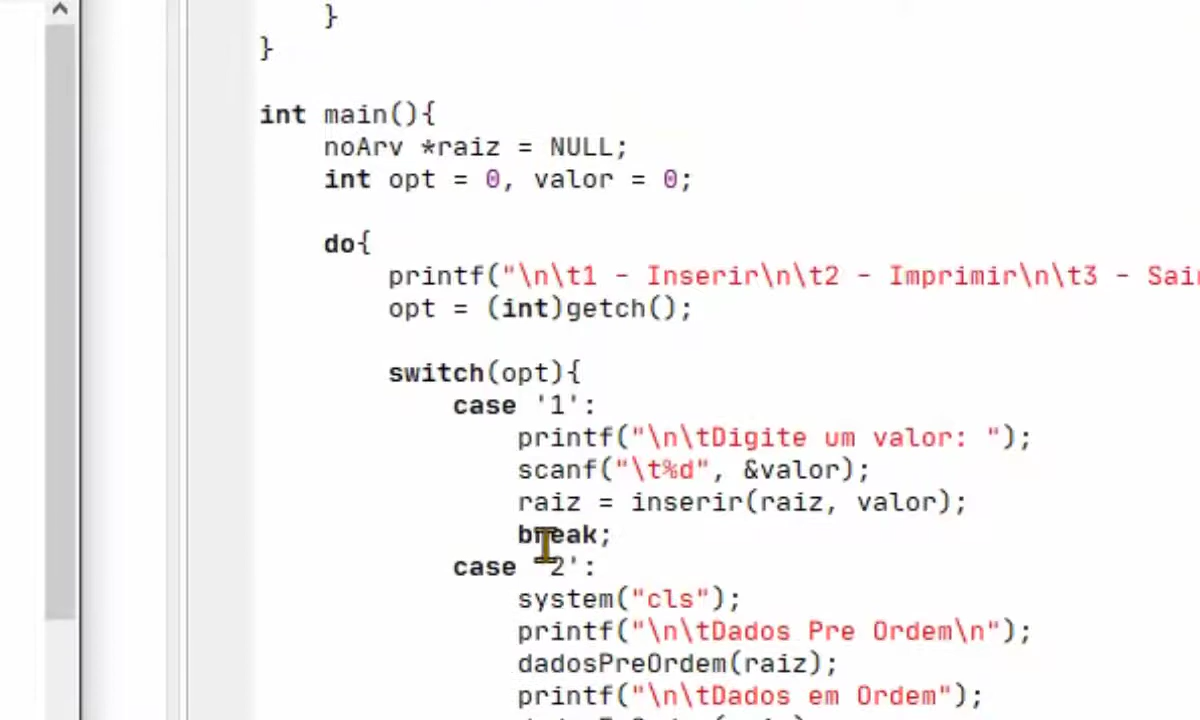 }
}
int main(){
noArv *raiz = NULL;
int opt = 0, valor = 0;
do{
printf("\n\t1 - Inserir\n\t2 - Imprimir\n\t3 - Sair
opt = (int)getch();
switch(opt){
case '1':
printf("\n\tDigite um valor: ");
scanf("\t%d", &valor);
raiz = inserir(raiz, valor);
break;
case '2':
system("cls");
printf("\n\tDados Pre Ordem\n");
dadosPreOrdem(raiz);
printf("\n\tDados em Ordem");